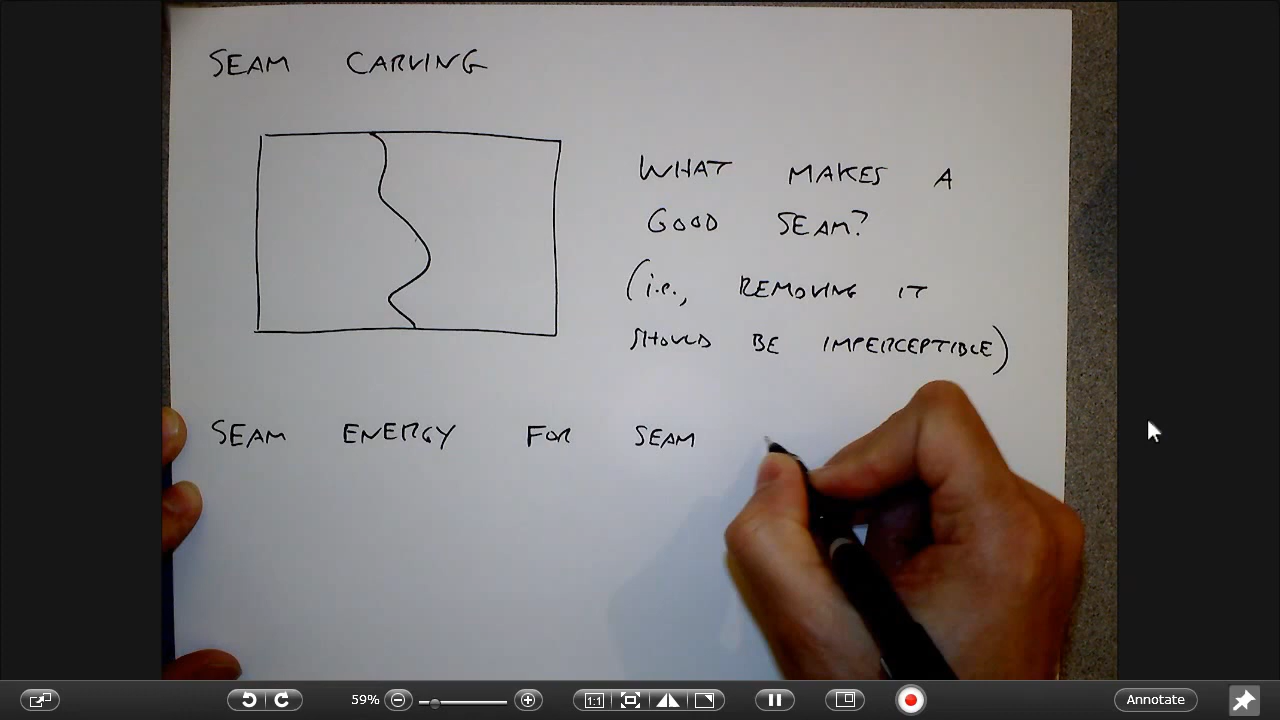 SEAM CARVING
WHAT MAKES A
GOOD SEAM?
(i.e., REMOVING IT
SHOULD BE IMPERCEPTIBLE)
SEAM ENERGY FOR SEAM
59%
1:1
Annotate